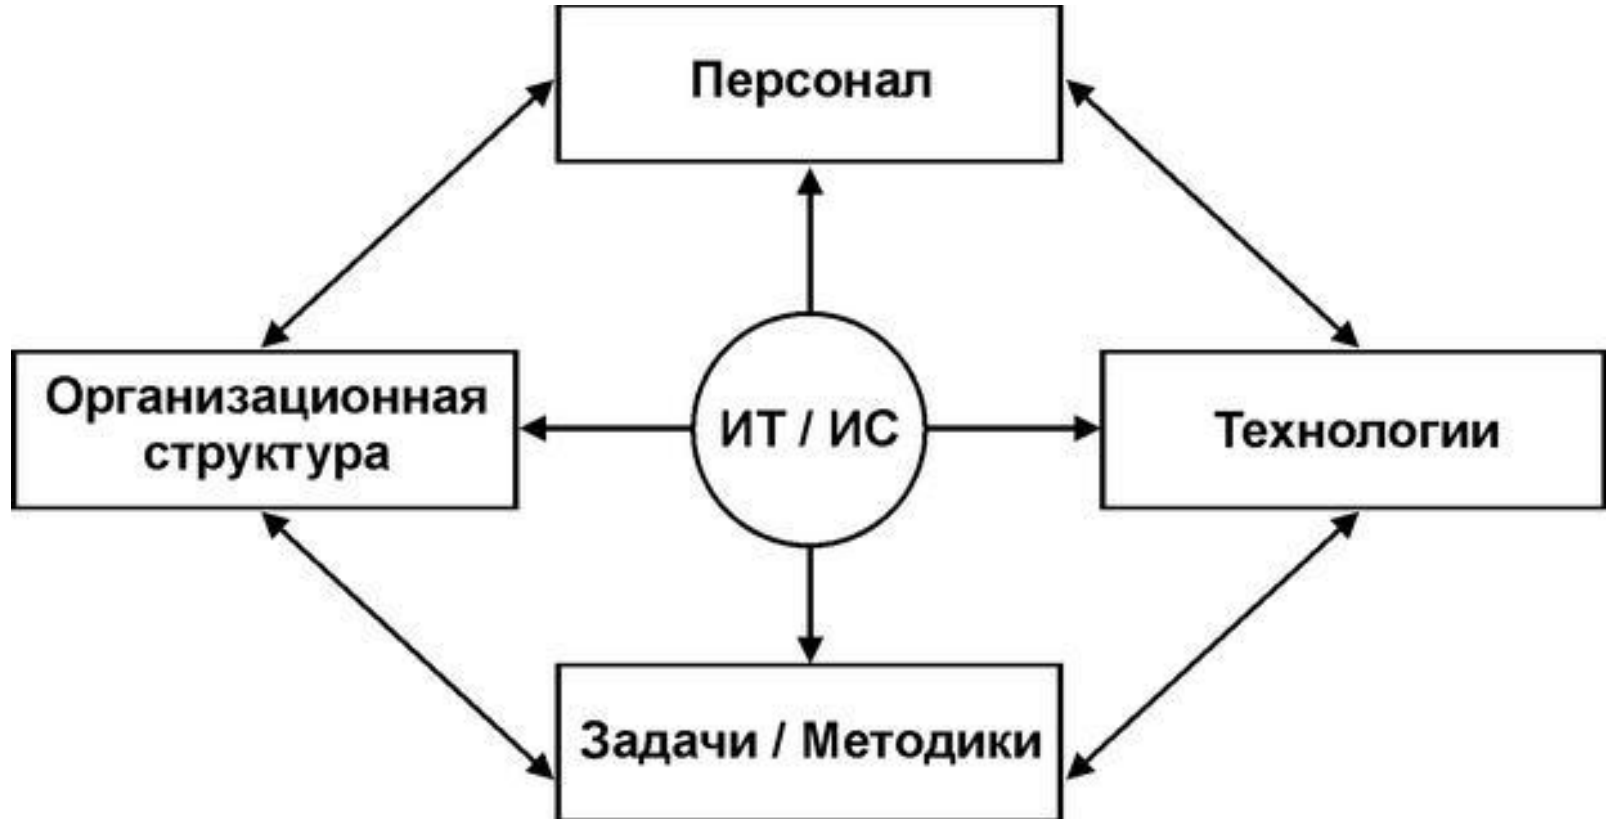 Персонал
Организационная
структура
ИТ / ИС
Технологии
Задачи / Методики